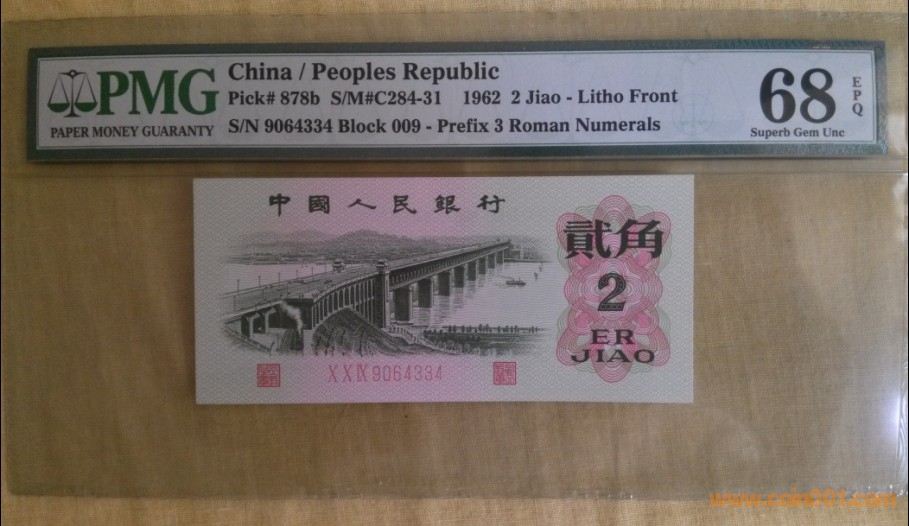 PMG
PAPER MONEY GUARANTY
China / Peoples Republic
Pick# 878b S/M#C284-31 1962 2 Jiao - Litho Front
S/N 9064334 Block 009 - Prefix 3 Roman Numerals
68 EPQ
Superb Gem Unc
中國人民銀行
貳角
2
ER
JIAO
XXIX9064334
www.coin001.com